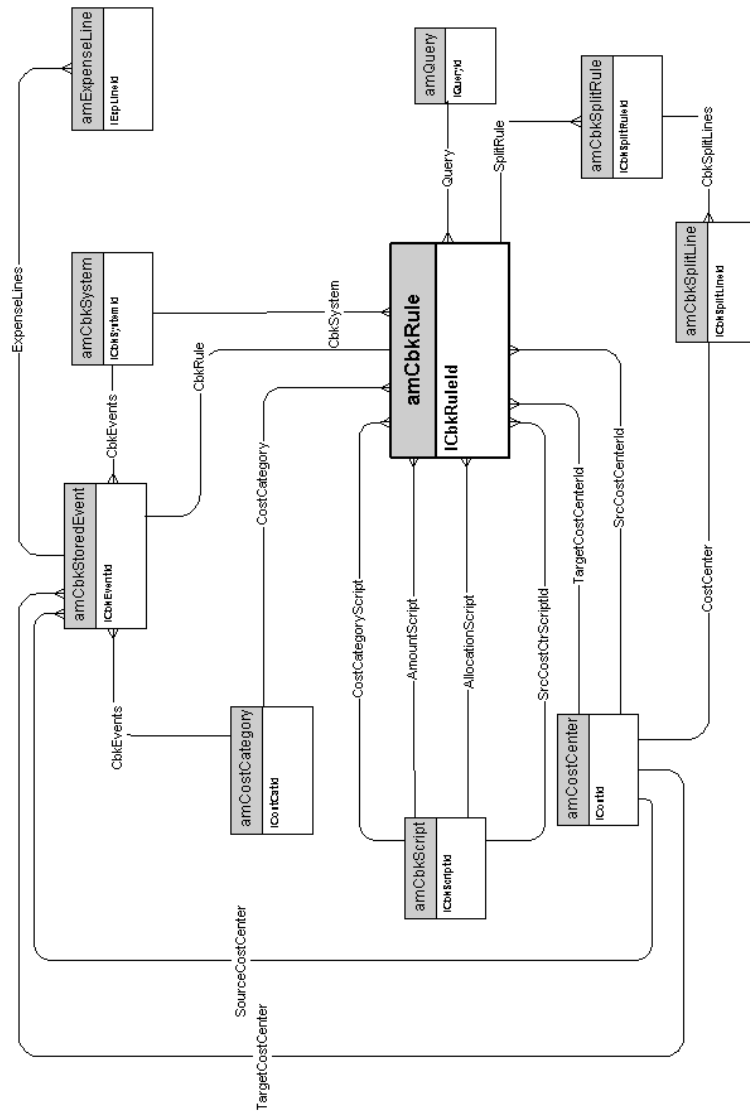 amExpenseLine
lExpLineId
ExpenseLines
amCbkSystem
lCbkSystemId
CbkEvents
CbkSystem
CbkRule
amCbkStoredEvent
lCbkEventId
CbkEvents
amCostCategory
lCostCatId
CostCategory
amQuery
lQueryId
Query
SplitRule
amCbkSplitRule
lCbkSplitRuleId
CbkSplitLines
amCbkSplitLine
lCbkSplitLineId
CostCenter
amCbkRule
lCbkRuleId
CostCategoryScript
AmountScript
AllocationScript
SrcCostCtrScriptId
TargetCostCenterId
SrcCostCenterId
amCbkScript
lCbkScriptId
amCostCenter
lCostId
SourceCostCenter
TargetCostCenter